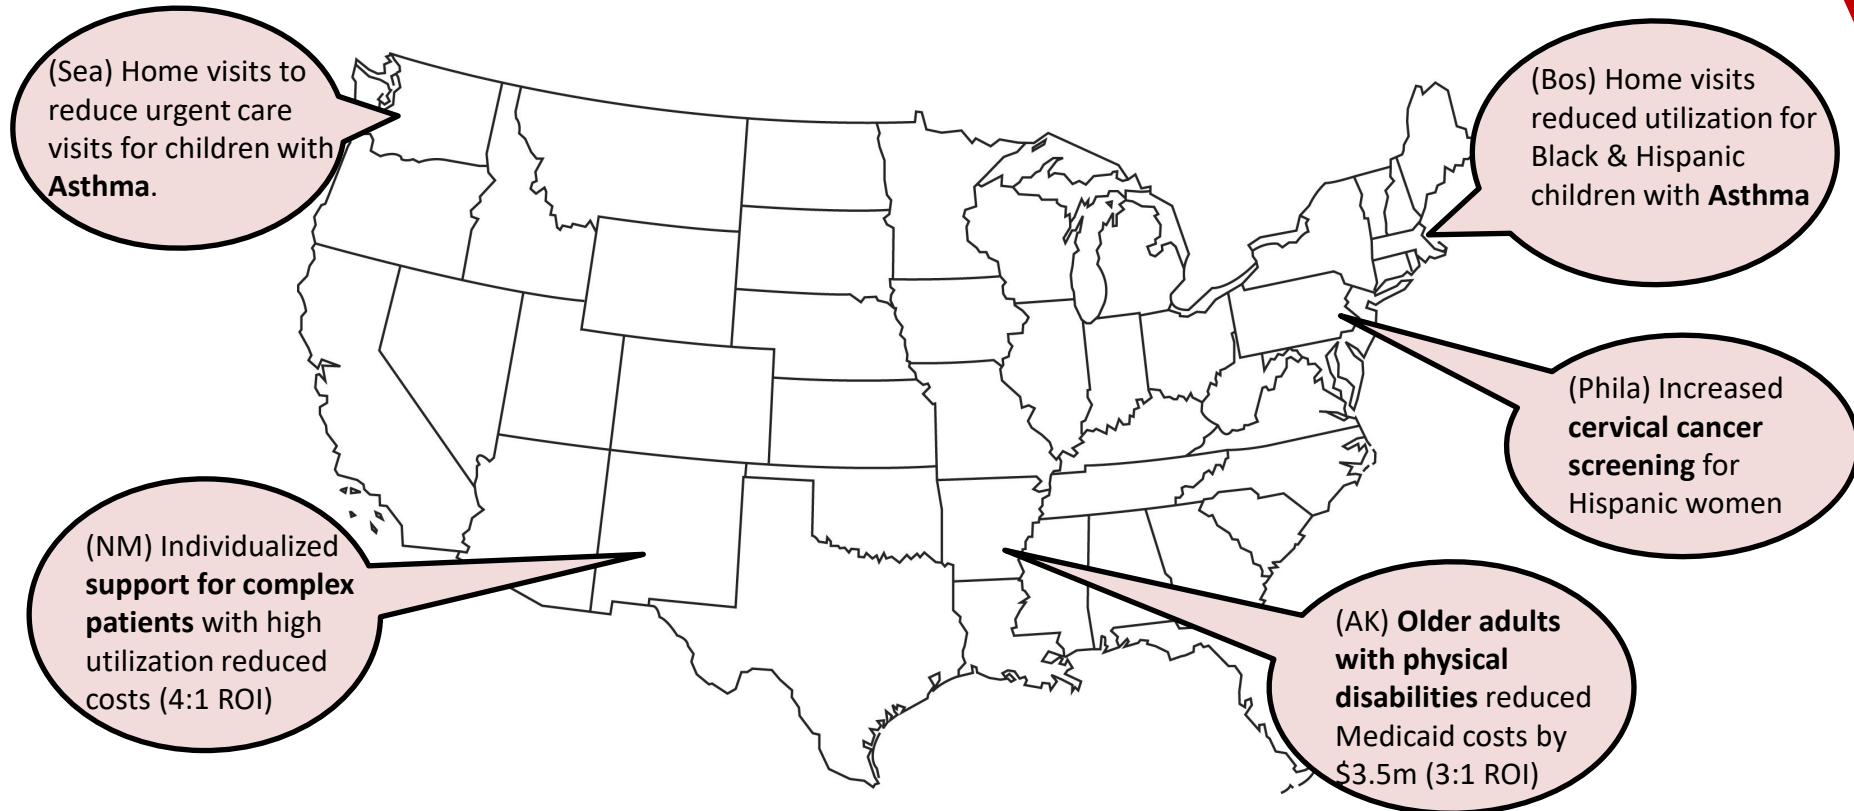 (Sea) Home visits to
reduce urgent care
visits for children with
Asthma.
(Bos) Home visits
reduced utilization for
Black & Hispanic
children with Asthma
(Phila) Increased
cervical cancer
screening for
Hispanic women
(NM) Individualized
support for complex
patients with high
utilization reduced
costs (4:1 ROI)
(AK) Older adults
with physical
disabilities reduced
Medicaid costs by
$3.5m (3:1 ROI)